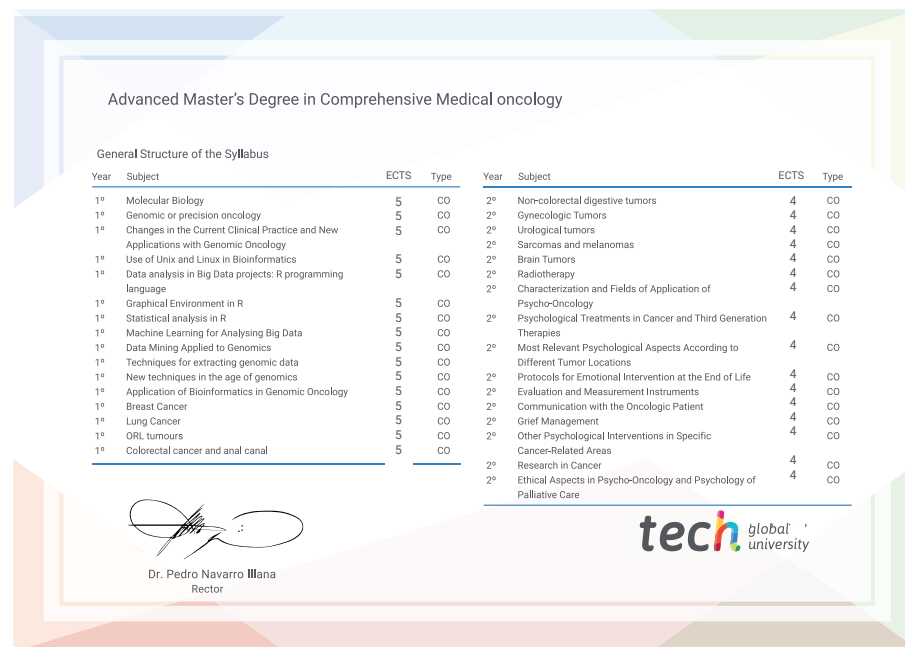 Advanced Master's Degree in Comprehensive Medical oncology
General Structure of the Syllabus
Year Subject ECTS Type
1º Molecular Biology 5 CO
1º Genomic or precision oncology 5 CO
1º Changes in the Current Clinical Practice and New 5 CO
Applications with Genomic Oncology
1º Use of Unix and Linux in Bioinformatics 5 CO
1º Data analysis in Big Data projects: R programming 5 CO
language
1º Graphical Environment in R 5 CO
1º Statistical analysis in R 5 CO
1º Machine Learning for Analysing Big Data 5 CO
1º Data Mining Applied to Genomics 5 CO
1º Techniques for extracting genomic data 5 CO
1º New techniques in the age of genomics 5 CO
1º Application of Bioinformatics in Genomic Oncology 5 CO
1º Breast Cancer 5 CO
1º Lung Cancer 5 CO
1º ORL tumours 5 CO
1º Colorectal cancer and anal canal 5 CO
Year Subject ECTS Type
2º Non-colorectal digestive tumors 4 CO
2º Gynecologic Tumors 4 CO
2º Urological tumors 4 CO
2º Sarcomas and melanomas 4 CO
2º Brain Tumors 4 CO
2º Radiotherapy 4 CO
2º Characterization and Fields of Application of 4 CO
Psycho-Oncology
2º Psychological Treatments in Cancer and Third Generation 4 CO
Therapies
2º Most Relevant Psychological Aspects According to 4 CO
Different Tumor Locations
2º Protocols for Emotional Intervention at the End of Life 4 CO
2º Evaluation and Measurement Instruments 4 CO
2º Communication with the Oncologic Patient 4 CO
2º Grief Management 4 CO
2º Other Psychological Interventions in Specific 4 CO
Cancer-Related Areas
2º Research in Cancer 4 CO
2º Ethical Aspects in Psycho-Oncology and Psychology of 4 CO
Palliative Care
Dr. Pedro Navarro Illana
Rector
tech global university